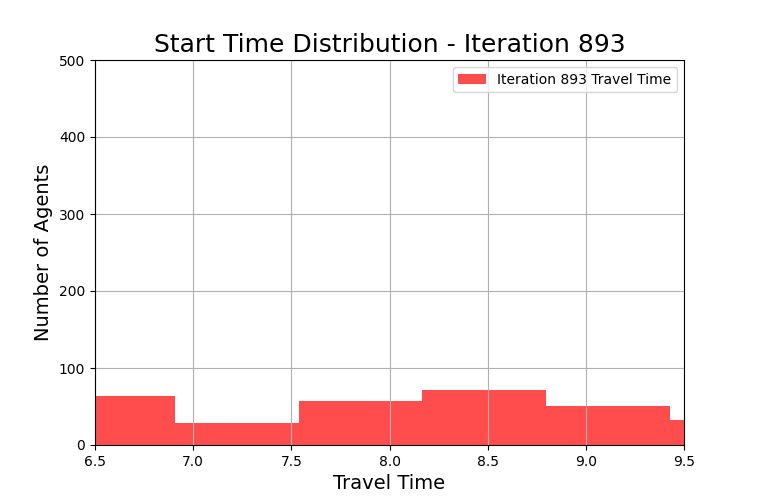 Start Time Distribution - Iteration 893
Iteration 893 Travel Time
Number of Agents
500
400
300
200
100
0
6.5 7.0 7.5 8.0 8.5 9.0 9.5
Travel Time